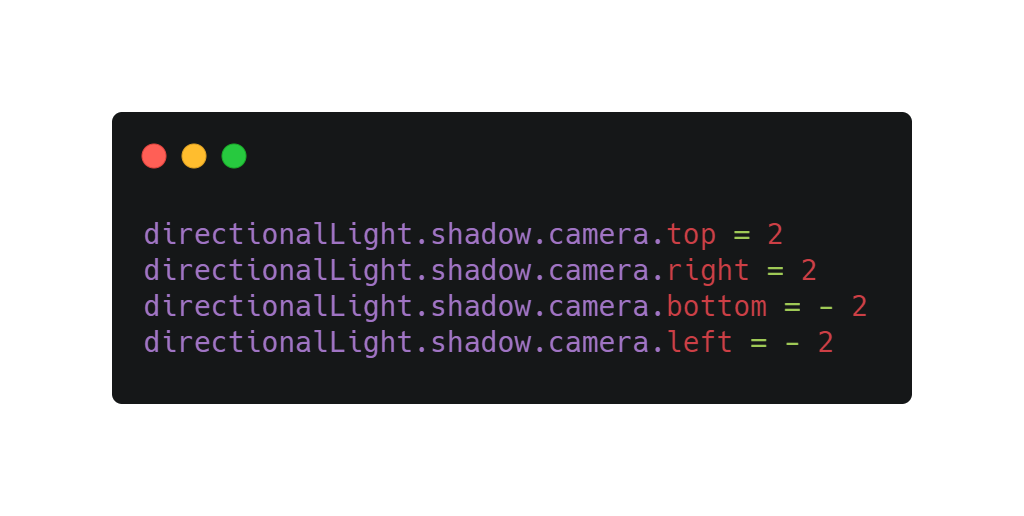 directionalLight.shadow.camera.top = 2
directionalLight.shadow.camera.right = 2
directionalLight.shadow.camera.bottom = - 2
directionalLight.shadow.camera.left = - 2